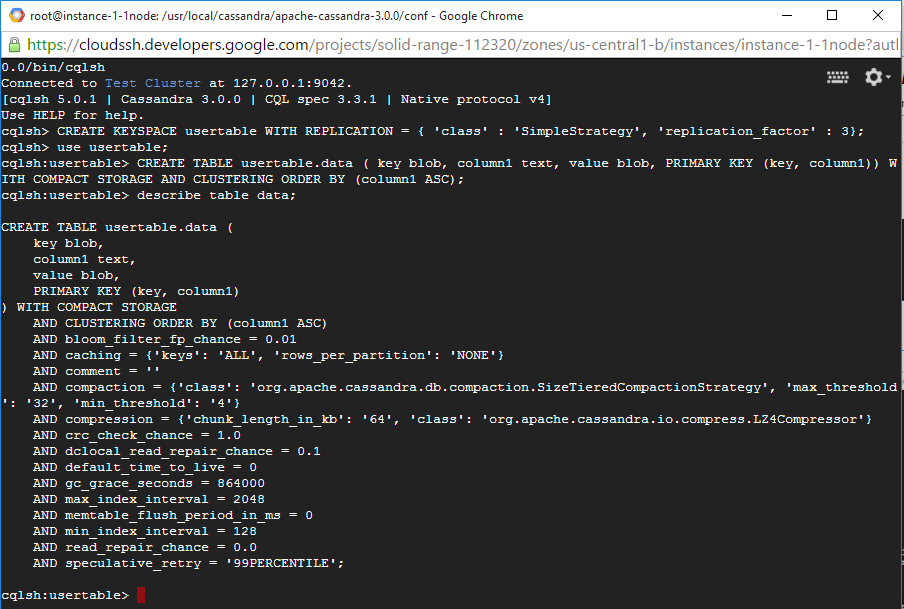 root@instance-1-1node: /usr/local/cassandra/apache-cassandra-3.0.0/conf - Google Chrome
https://cloudssh.developers.google.com/projects/solid-range-112320/zones/us-central1-b/instances/instance-1-1node?autl
0.0/bin/cqlsh
Connected to Test Cluster at 127.0.0.1:9042.
[cqlsh 5.0.1 | Cassandra 3.0.0 | CQL spec 3.3.1 | Native protocol v4]
Use HELP for help.
cqlsh> CREATE KEYSPACE usertable WITH REPLICATION = { 'class' : 'SimpleStrategy', 'replication_factor' : 3};
cqlsh> use usertable;
cqlsh:usertable> CREATE TABLE usertable.data ( key blob, column1 text, value blob, PRIMARY KEY (key, column1)) W
ITH COMPACT STORAGE AND CLUSTERING ORDER BY (column1 ASC);
cqlsh:usertable> describe table data;
CREATE TABLE usertable.data (
    key blob,
    column1 text,
    value blob,
    PRIMARY KEY (key, column1)
) WITH COMPACT STORAGE
    AND CLUSTERING ORDER BY (column1 ASC)
    AND bloom_filter_fp_chance = 0.01
    AND caching = {'keys': 'ALL', 'rows_per_partition': 'NONE'}
    AND comment = ''
    AND compaction = {'class': 'org.apache.cassandra.db.compaction.SizeTieredCompactionStrategy', 'max_threshold
': '32', 'min_threshold': '4'}
    AND compression = {'chunk_length_in_kb': '64', 'class': 'org.apache.cassandra.io.compress.LZ4Compressor'}
    AND crc_check_chance = 1.0
    AND dclocal_read_repair_chance = 0.1
    AND default_time_to_live = 0
    AND gc_grace_seconds = 864000
    AND max_index_interval = 2048
    AND memtable_flush_period_in_ms = 0
    AND min_index_interval = 128
    AND read_repair_chance = 0.0
    AND speculative_retry = '99PERCENTILE';
cqlsh:usertable>